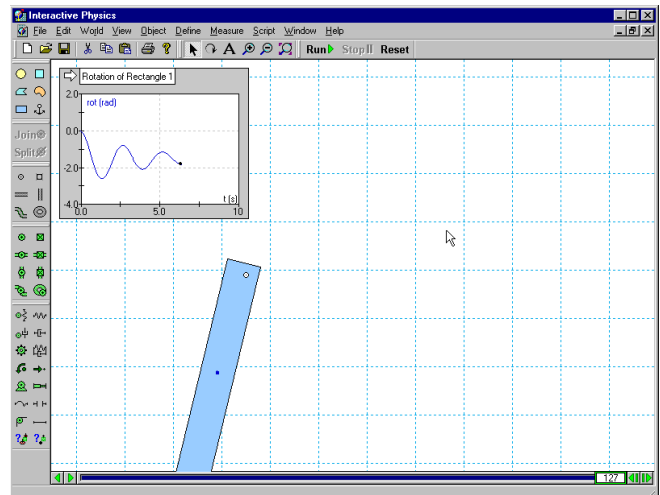 Interactive Physics
File Edit World View Object Define Measure Script Window Help
Run Stop Reset
Join
Split
Rotation of Rectangle 1
2.0
rot (rad)
0.0
-2.0
-4.0
t (s)
0.0 5.0 10
127